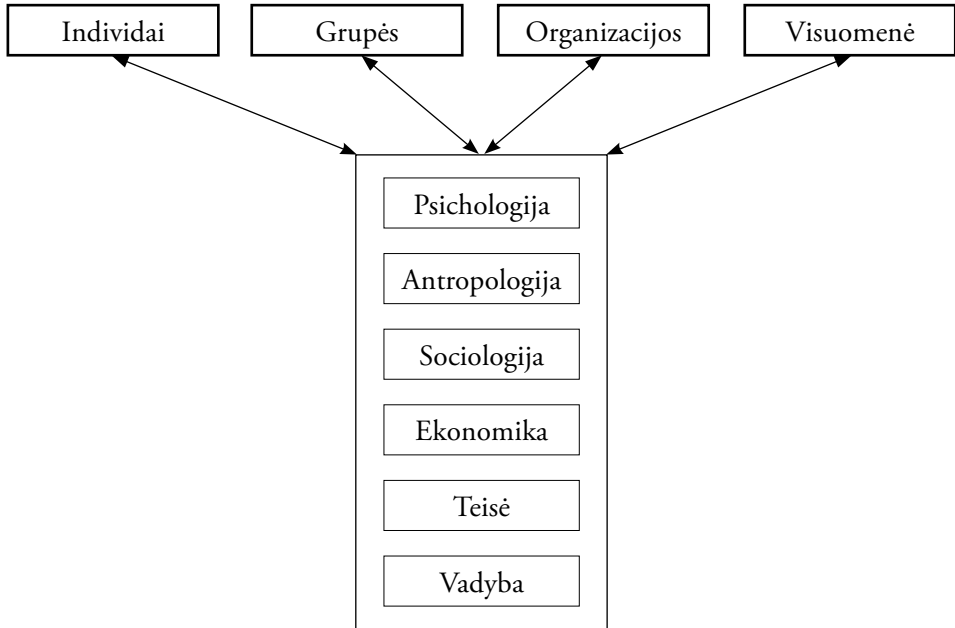 Individai
Grupės
Organizacijos
Visuomenė
Psichologija
Antropologija
Sociologija
Ekonomika
Teisė
Vadyba